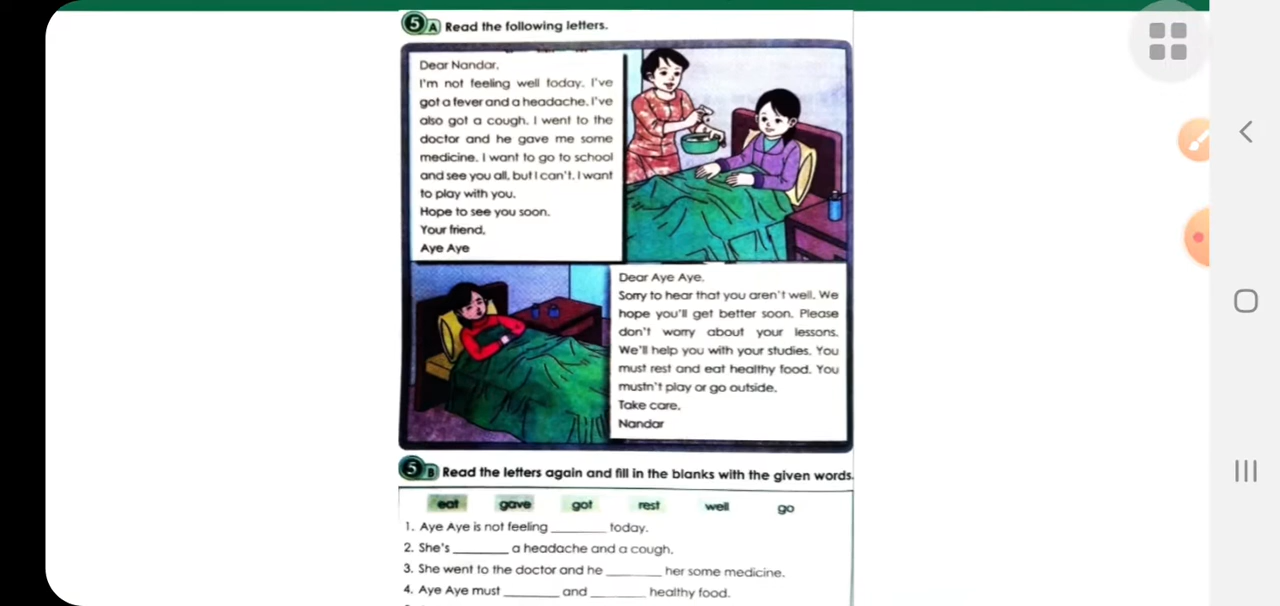 5 A Read the following letters.
Dear Nandar,
I'm not feeling well today. I've
got a fever and a headache. I've
also got a cough. I went to the
doctor and he gave me some
medicine. I want to go to school
and see you all, but I can't. I want
to play with you.
Hope to see you soon.
Your friend,
Aye Aye
Dear Aye Aye,
Sorry to hear that you aren't well. We
hope you'll get better soon. Please
don't worry about your lessons.
We'll help you with your studies. You
must rest and eat healthy food. You
mustn't play or go outside.
Take care.
Nandar
5 B Read the letters again and fill in the blanks with the given words.
eat gave got rest well go
1. Aye Aye is not feeling ________ today.
2. She's ________ a headache and a cough.
3. She went to the doctor and he ________ her some medicine.
4. Aye Aye must ________ and ________ healthy food.